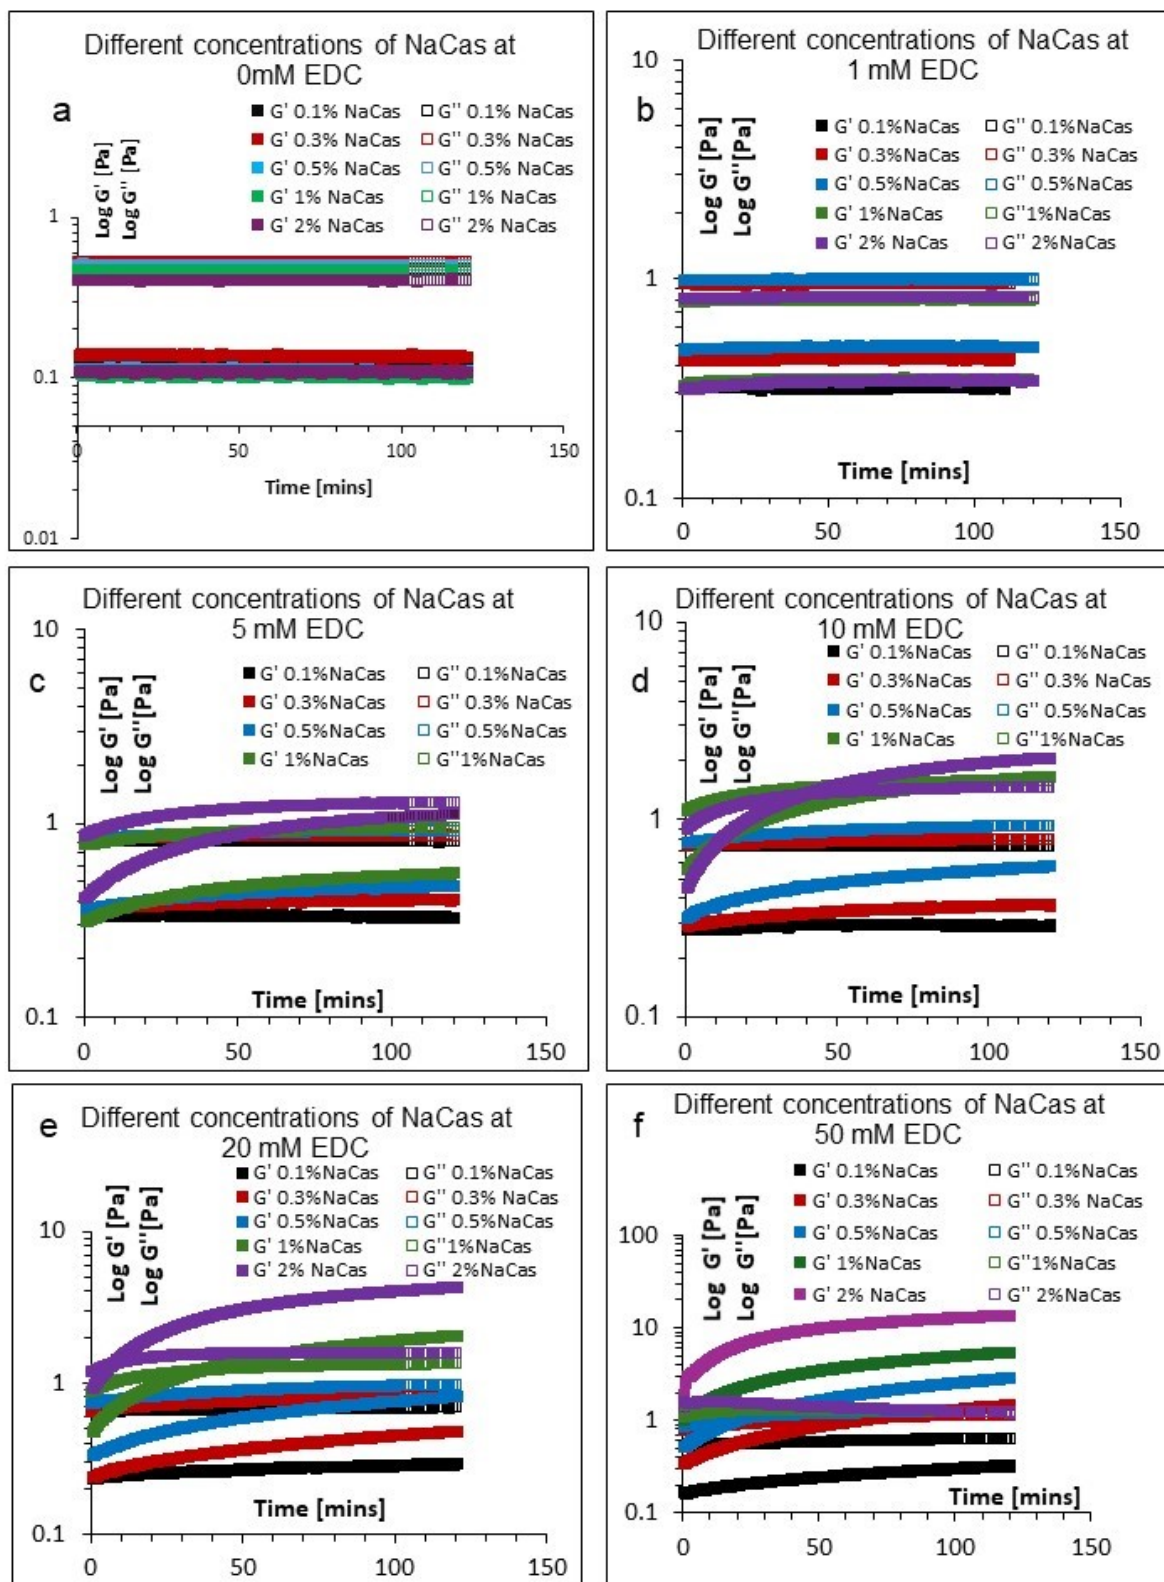 Different concentrations of NaCas at
0mM EDC
a
G' 0.1% NaCas G'' 0.1% NaCas
G' 0.3% NaCas G'' 0.3% NaCas
G' 0.5% NaCas G'' 0.5% NaCas
G' 1% NaCas G'' 1% NaCas
G' 2% NaCas G'' 2% NaCas
Log G' [Pa]
Log G'' [Pa]
1
0.1
0.01
0 50 100 150
Time [mins]
Different concentrations of NaCas at
1 mM EDC
b
G' 0.1%NaCas G'' 0.1%NaCas
G' 0.3%NaCas G'' 0.3% NaCas
G' 0.5%NaCas G'' 0.5%NaCas
G' 1%NaCas G''1%NaCas
G' 2% NaCas G'' 2%NaCas
Log G' [Pa]
Log G''[Pa]
10
1
0.1
Time [mins]
0 50 100 150
Different concentrations of NaCas at
5 mM EDC
c
G' 0.1%NaCas G'' 0.1%NaCas
G' 0.3%NaCas G'' 0.3% NaCas
G' 0.5%NaCas G'' 0.5%NaCas
G' 1%NaCas G''1%NaCas
Log G' [Pa]
Log G''[Pa]
10
1
0.1
Time [mins]
0 50 100 150
Different concentrations of NaCas at
10 mM EDC
d
G' 0.1%NaCas G'' 0.1%NaCas
G' 0.3%NaCas G'' 0.3% NaCas
G' 0.5%NaCas G'' 0.5%NaCas
G' 1%NaCas G''1%NaCas
Log G' [Pa]
Log G''[Pa]
10
1
0.1
Time [mins]
0 50 100 150
e
Different concentrations of NaCas at
20 mM EDC
G' 0.1%NaCas G'' 0.1%NaCas
G' 0.3%NaCas G'' 0.3% NaCas
G' 0.5%NaCas G'' 0.5%NaCas
G' 1%NaCas G''1%NaCas
G' 2% NaCas G'' 2%NaCas
Log G' [Pa]
Log G''[Pa]
10
1
0.1
Time [mins]
0 50 100 150
f
Different concentrations of NaCas at
50 mM EDC
G' 0.1%NaCas G'' 0.1%NaCas
G' 0.3%NaCas G'' 0.3% NaCas
G' 0.5%NaCas G'' 0.5%NaCas
G' 1%NaCas G''1%NaCas
G' 2% NaCas G'' 2%NaCas
Log G' [Pa]
Log G''[Pa]
100
10
1
0.1
Time [mins]
0 50 100 150